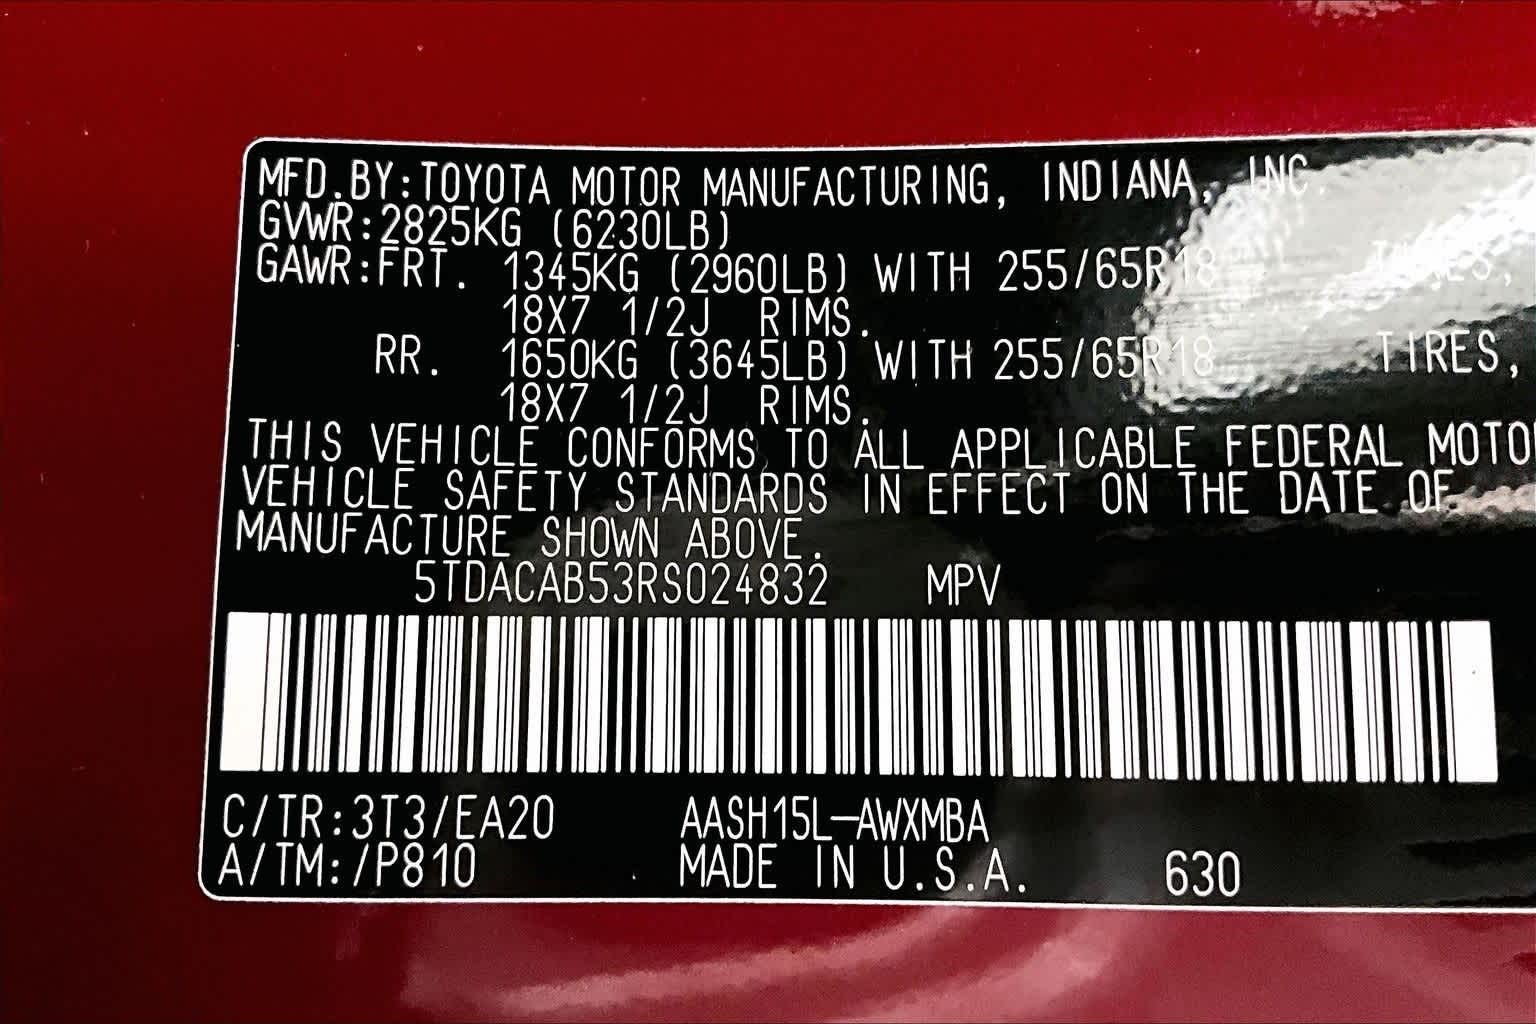 MFD.BY:TOYOTA MOTOR MANUFACTURING, INDIANA, INC.
GVWR:2825KG (6230LB)
GAWR:FRT. 1345KG (2960LB) WITH 255/65R18 TIRES,
18X7 1/2J RIMS.
RR. 1650KG (3645LB) WITH 255/65R18 TIRES,
18X7 1/2J RIMS.
THIS VEHICLE CONFORMS TO ALL APPLICABLE FEDERAL MOTO
VEHICLE SAFETY STANDARDS IN EFFECT ON THE DATE OF
MANUFACTURE SHOWN ABOVE.
5TDACAB53RS024832 MPV
C/TR:3T3/EA20 AASH15L-AWXMBA
A/TM:/P810 MADE IN U.S.A. 630